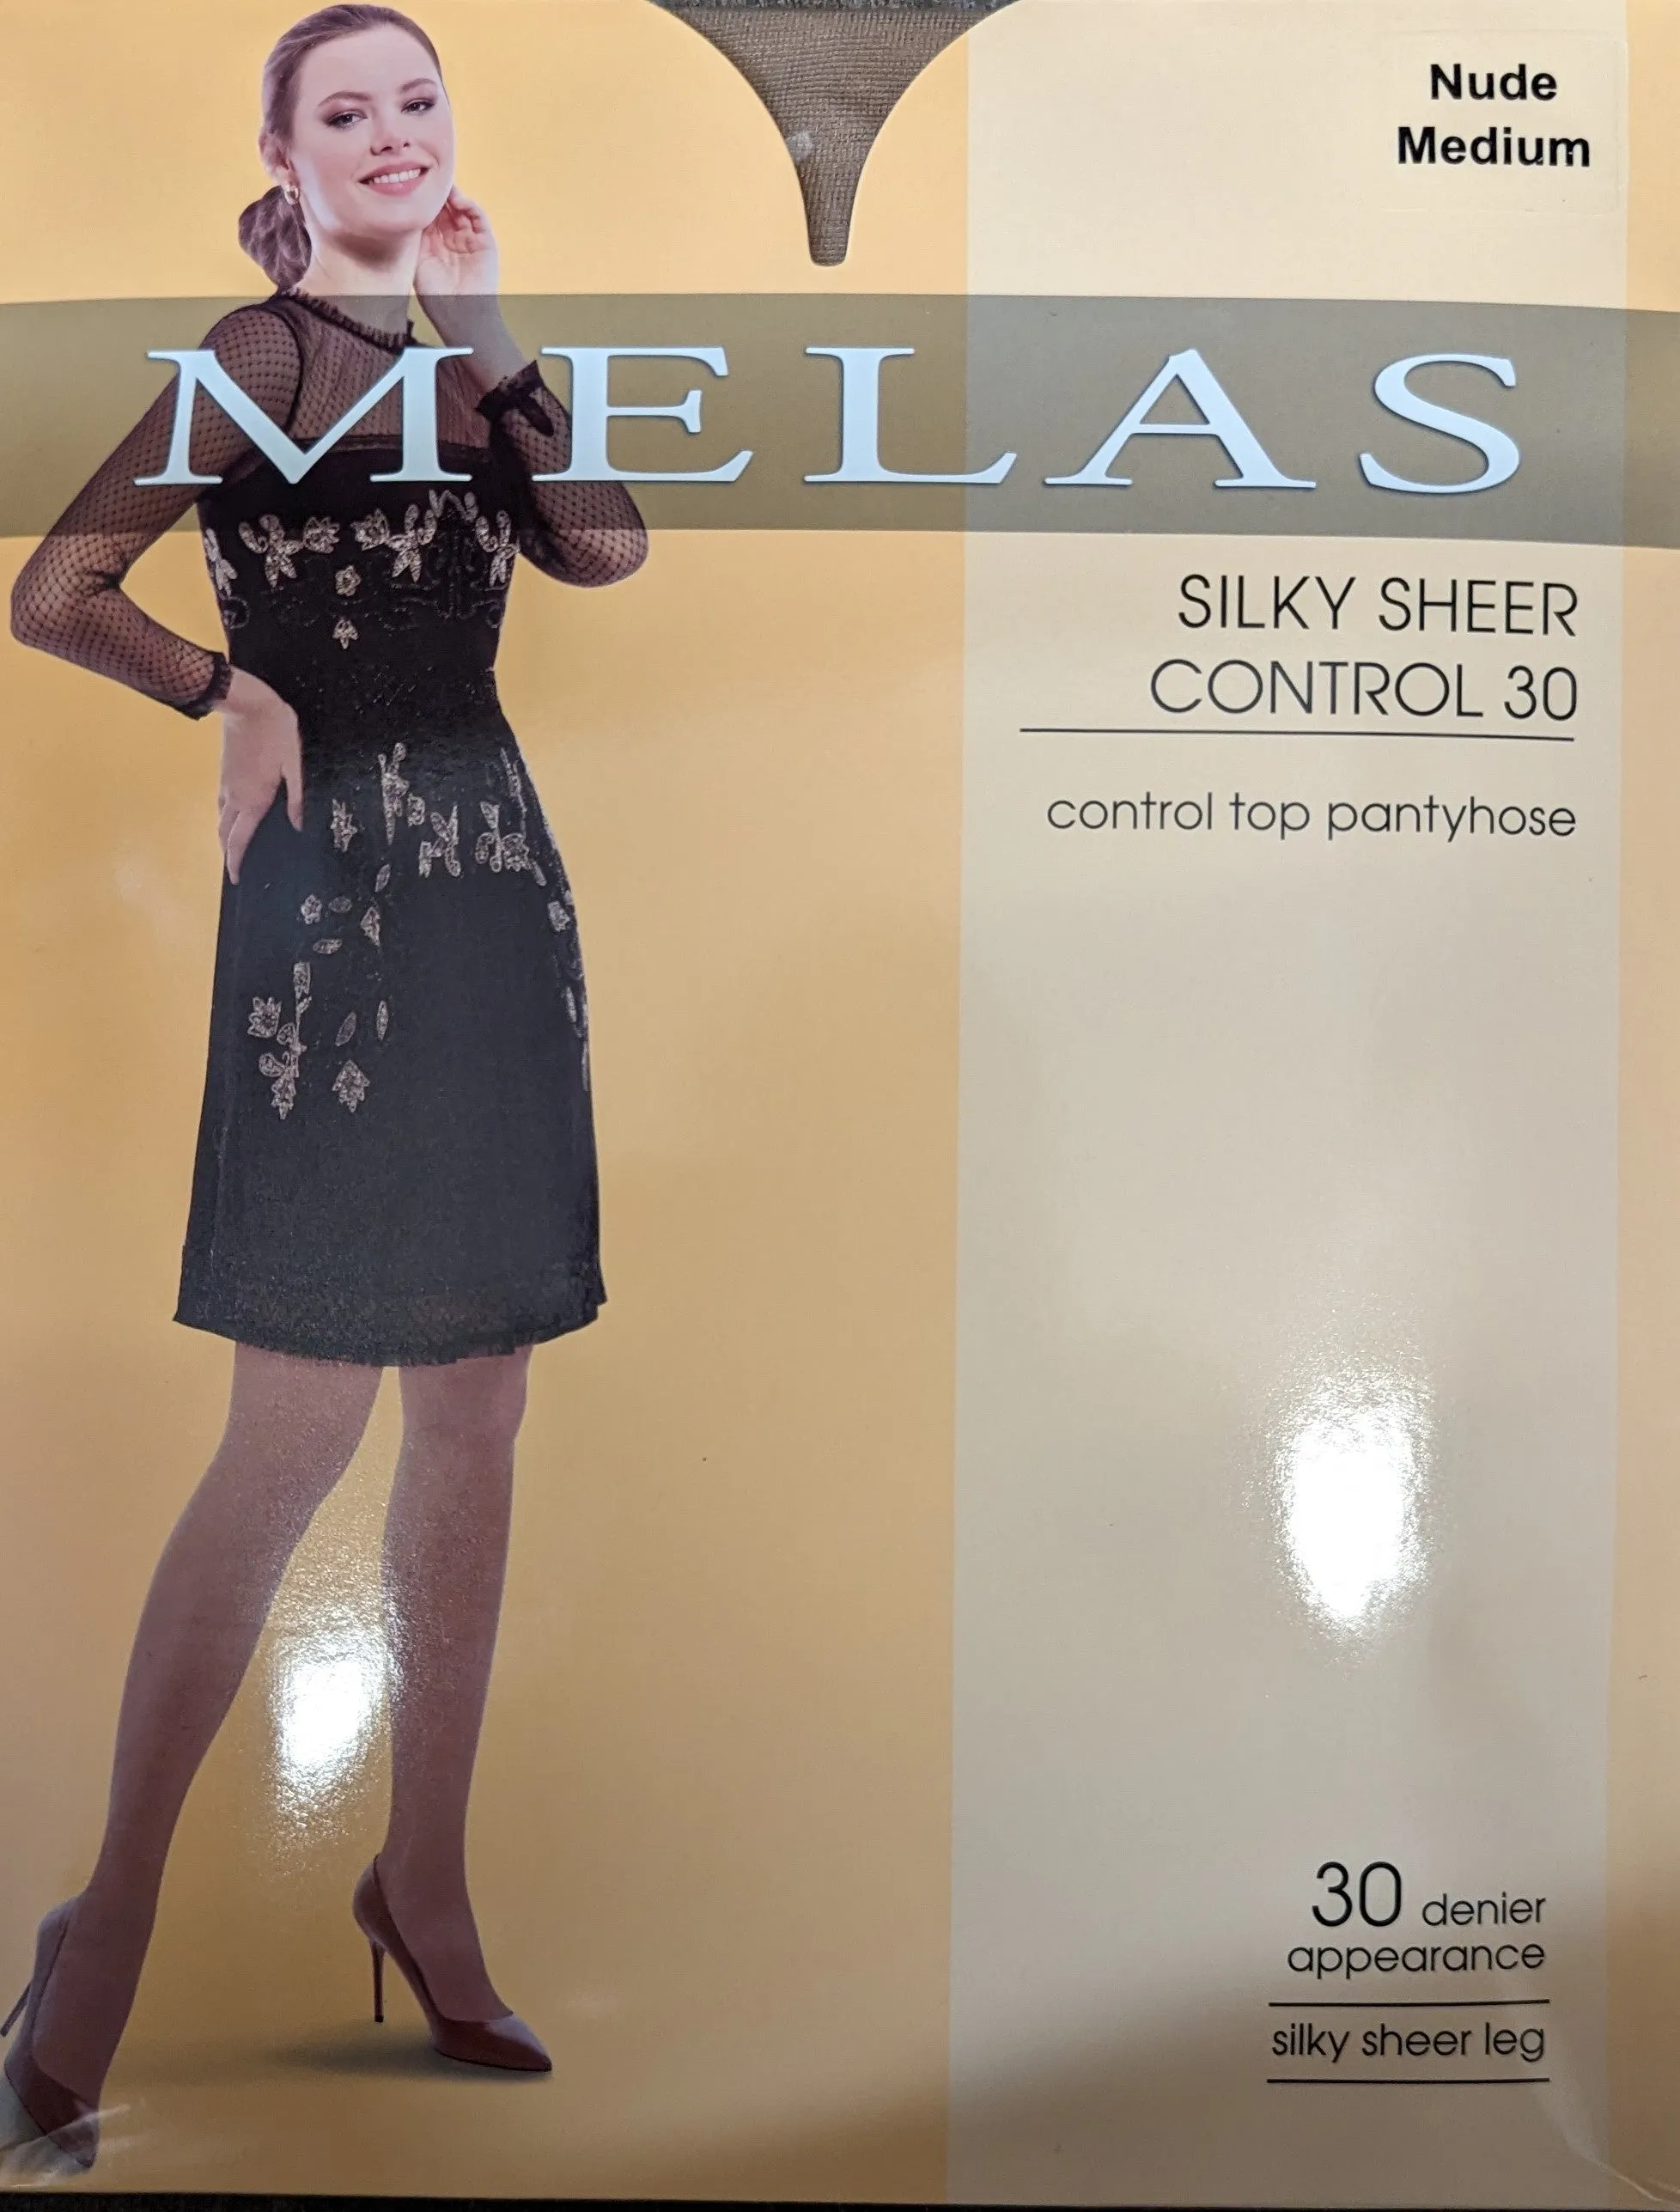 Nude
Medium
MELAS
SILKY SHEER
CONTROL 30
control top pantyhose
30 denier
appearance
silky sheer leg